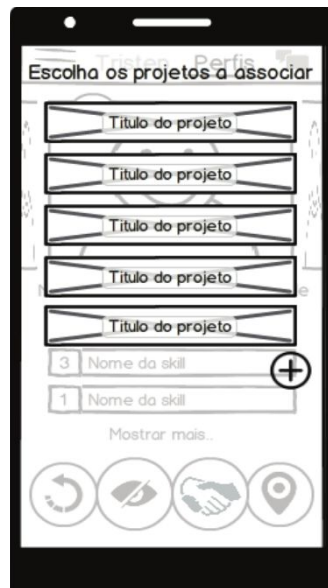 Tristen Perfis
Escolha os projetos a associar
Titulo do projeto
Titulo do projeto
Titulo do projeto
Titulo do projeto
Titulo do projeto
3 Nome da skill
1 Nome da skill
Mostrar mais..